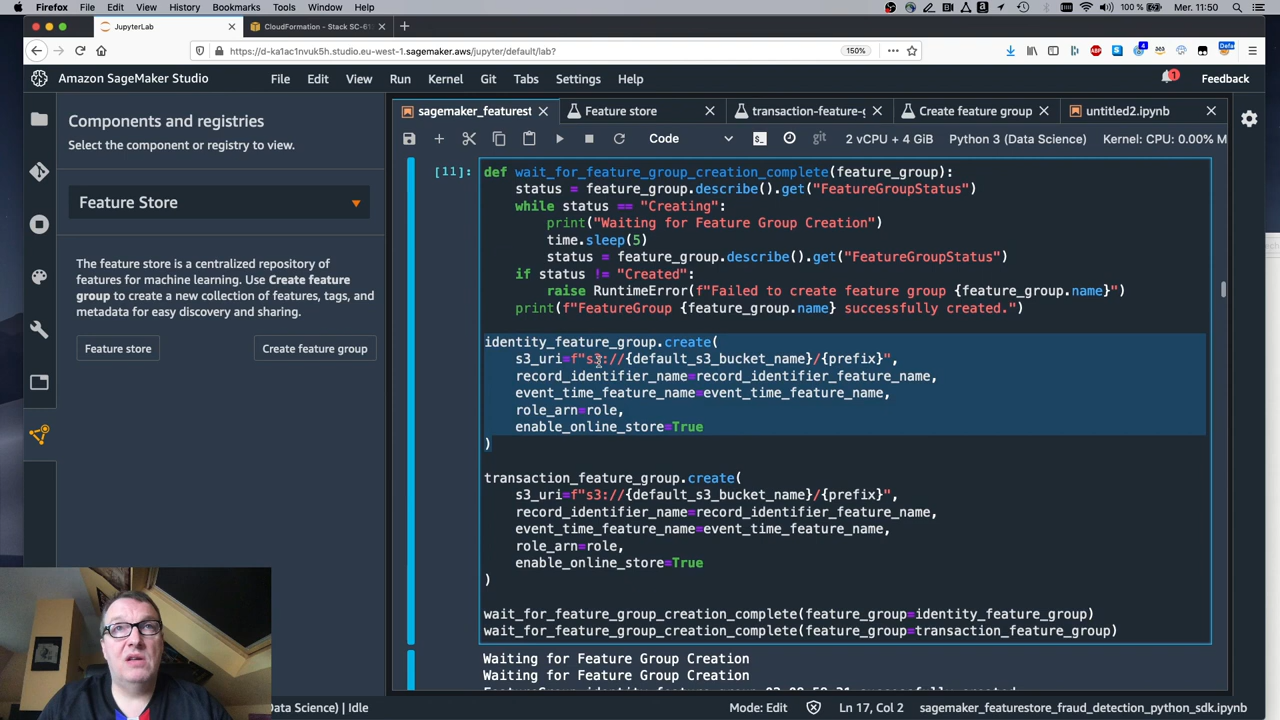 Firefox File Edit View History Bookmarks Tools Window Help 100 % Mer. 11:50
JupyterLab
CloudFormation - Stack SC-61
https://d-ka1ac1nvuk5h.studio.eu-west-1.sagemaker.aws/jupyter/default/lab? 150%
Amazon SageMaker Studio File Edit View Run Kernel Git Tabs Settings Help 1 Feedback
Components and registries
Select the component or registry to view.
Feature Store
The feature store is a centralized repository
of features for machine learning. Use Create feature
group to create a new collection of features, tags, and
metadata for easy discovery and sharing.
Feature store Create feature group
sagemaker_featurest Feature store transaction-feature-g Create feature group untitled2.ipynb
Code git 2 vCPU + 4 GiB Python 3 (Data Science) Kernel: CPU: 0.00% M
[11]: def wait_for_feature_group_creation_complete(feature_group):
status = feature_group.describe().get("FeatureGroupStatus")
while status == "Creating":
print("Waiting for Feature Group Creation")
time.sleep(5)
status = feature_group.describe().get("FeatureGroupStatus")
if status != "Created":
raise RuntimeError(f"Failed to create feature group {feature_group.name}")
print(f"FeatureGroup {feature_group.name} successfully created.")
identity_feature_group.create(
s3_uri=f"s3://{default_s3_bucket_name}/{prefix}",
record_identifier_name=record_identifier_feature_name,
event_time_feature_name=event_time_feature_name,
role_arn=role,
enable_online_store=True
)
transaction_feature_group.create(
s3_uri=f"s3://{default_s3_bucket_name}/{prefix}",
record_identifier_name=record_identifier_feature_name,
event_time_feature_name=event_time_feature_name,
role_arn=role,
enable_online_store=True
)
wait_for_feature_group_creation_complete(feature_group=identity_feature_group)
wait_for_feature_group_creation_complete(feature_group=transaction_feature_group)
Waiting for Feature Group Creation
Waiting for Feature Group Creation
Data Science) | Idle Mode: Edit Ln 17, Col 2 sagemaker_featurestore_fraud_detection_python_sdk.ipynb